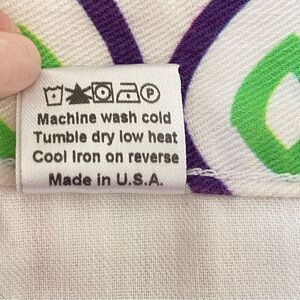 Machine wash cold
Tumble dry low heat
Cool Iron on reverse
Made in U.S.A.